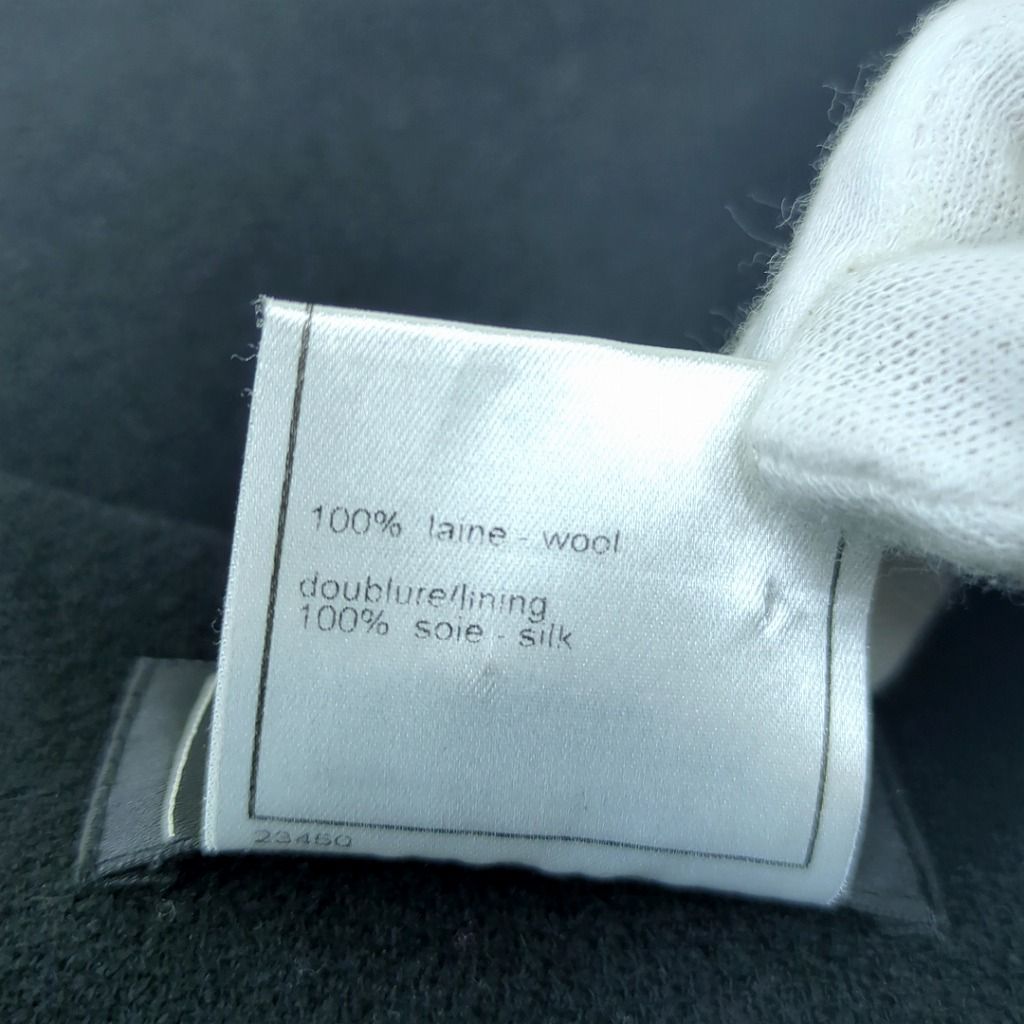 100% laine - wool
doublure/lining
100% soie - silk
23450